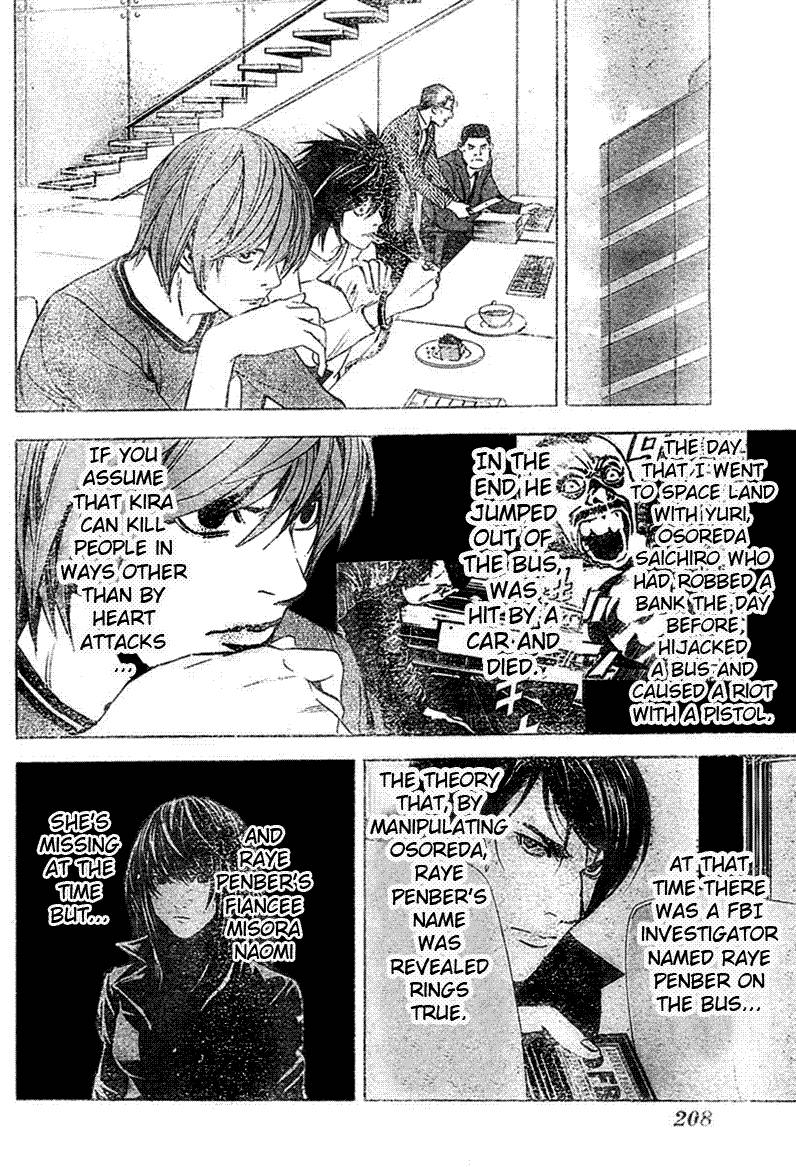 THE DAY
THAT I WENT
TO SPACE LAND
WITH YURI,
OSOREDA
SAICHIRO WHO
HAD ROBBED A
BANK THE DAY
BEFORE,
HIJACKED
A BUS AND
CAUSED A RIOT
WITH A PISTOL.
IN THE
END HE
JUMPED
OUT OF
THE BUS,
WAS
HIT BY A
CAR AND
DIED.
IF YOU
ASSUME
THAT KIRA
CAN KILL
PEOPLE IN
WAYS OTHER
THAN BY
HEART
ATTACKS
...
AT THAT
TIME THERE
WAS A FBI
INVESTIGATOR
NAMED RAYE
PENBER ON
THE BUS...
THE THEORY
THAT, BY
MANIPULATING
OSOREDA,
RAYE
PENBER'S
NAME
WAS
REVEALED
RINGS
TRUE.
AND
RAYE
PENBER'S
FIANCEE
MISORA
NAOMI
SHE'S
MISSING
AT THE
TIME
BUT...
208